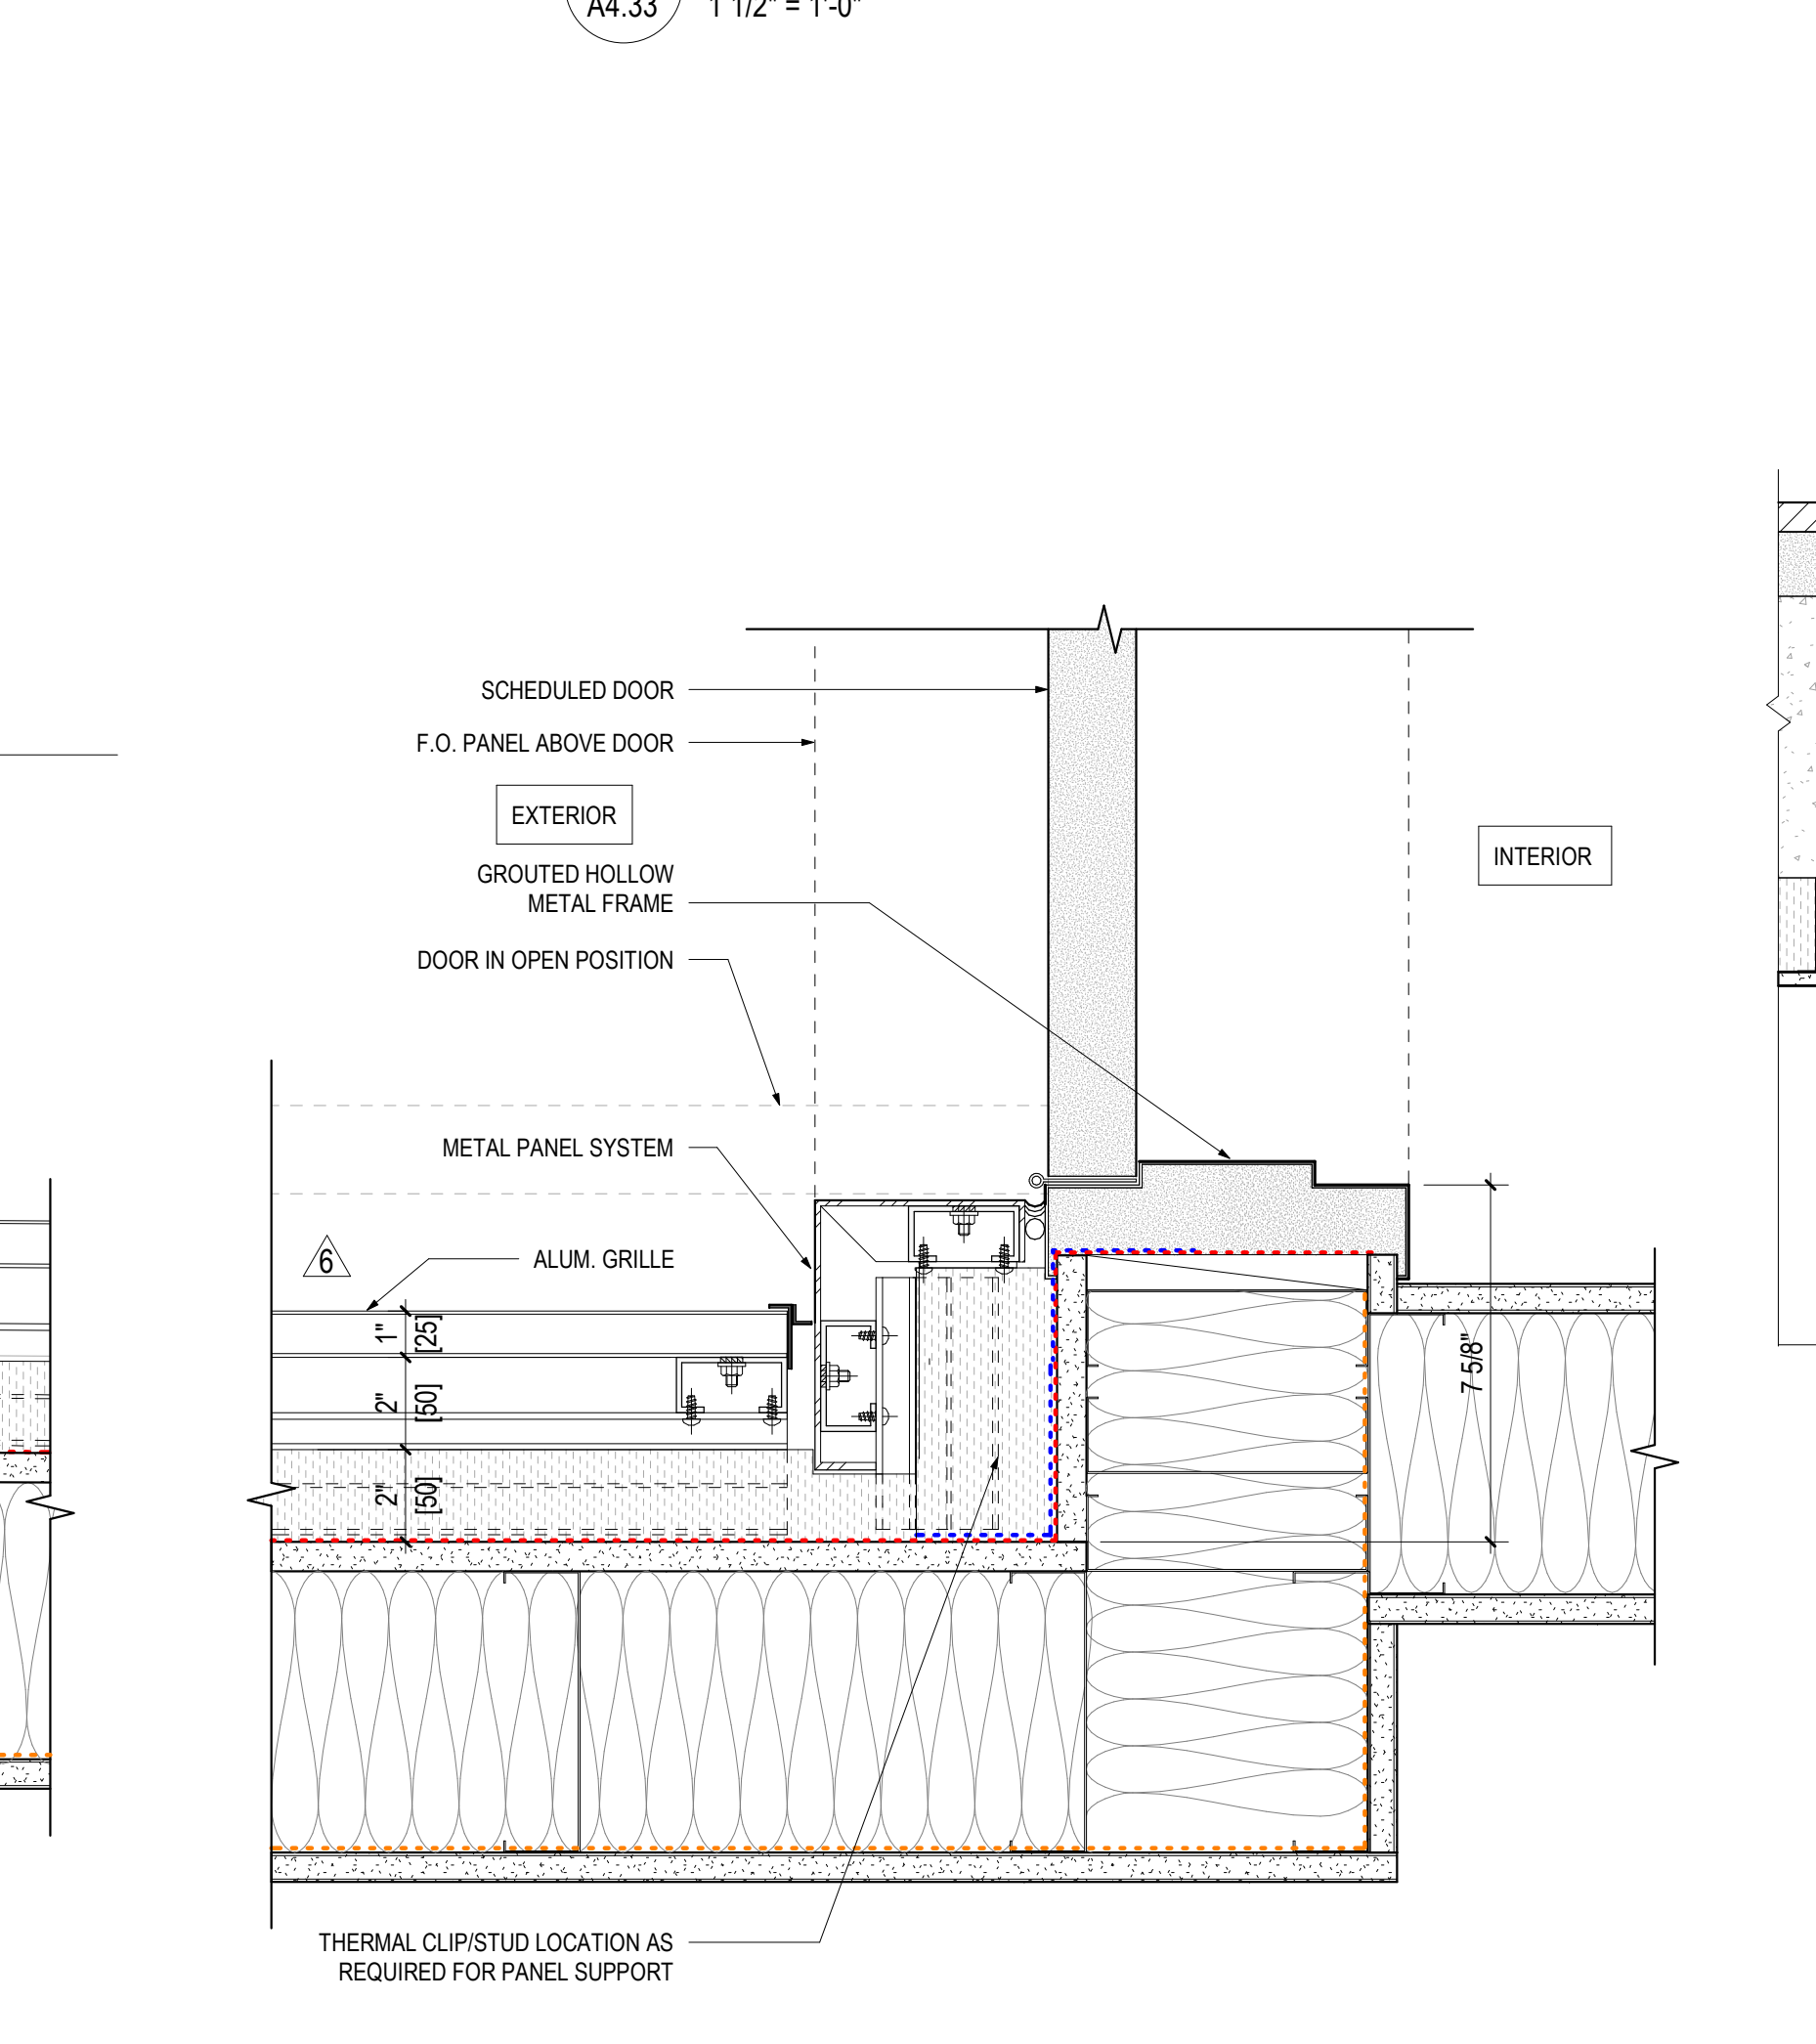 A4.33
1 1/2" = 1'-0"
SCHEDULED DOOR
F.O. PANEL ABOVE DOOR
EXTERIOR
INTERIOR
GROUTED HOLLOW
METAL FRAME
DOOR IN OPEN POSITION
METAL PANEL SYSTEM
6
ALUM. GRILLE
1"
[25]
2"
[50]
2"
[50]
7 5/8"
THERMAL CLIP/STUD LOCATION AS
REQUIRED FOR PANEL SUPPORT